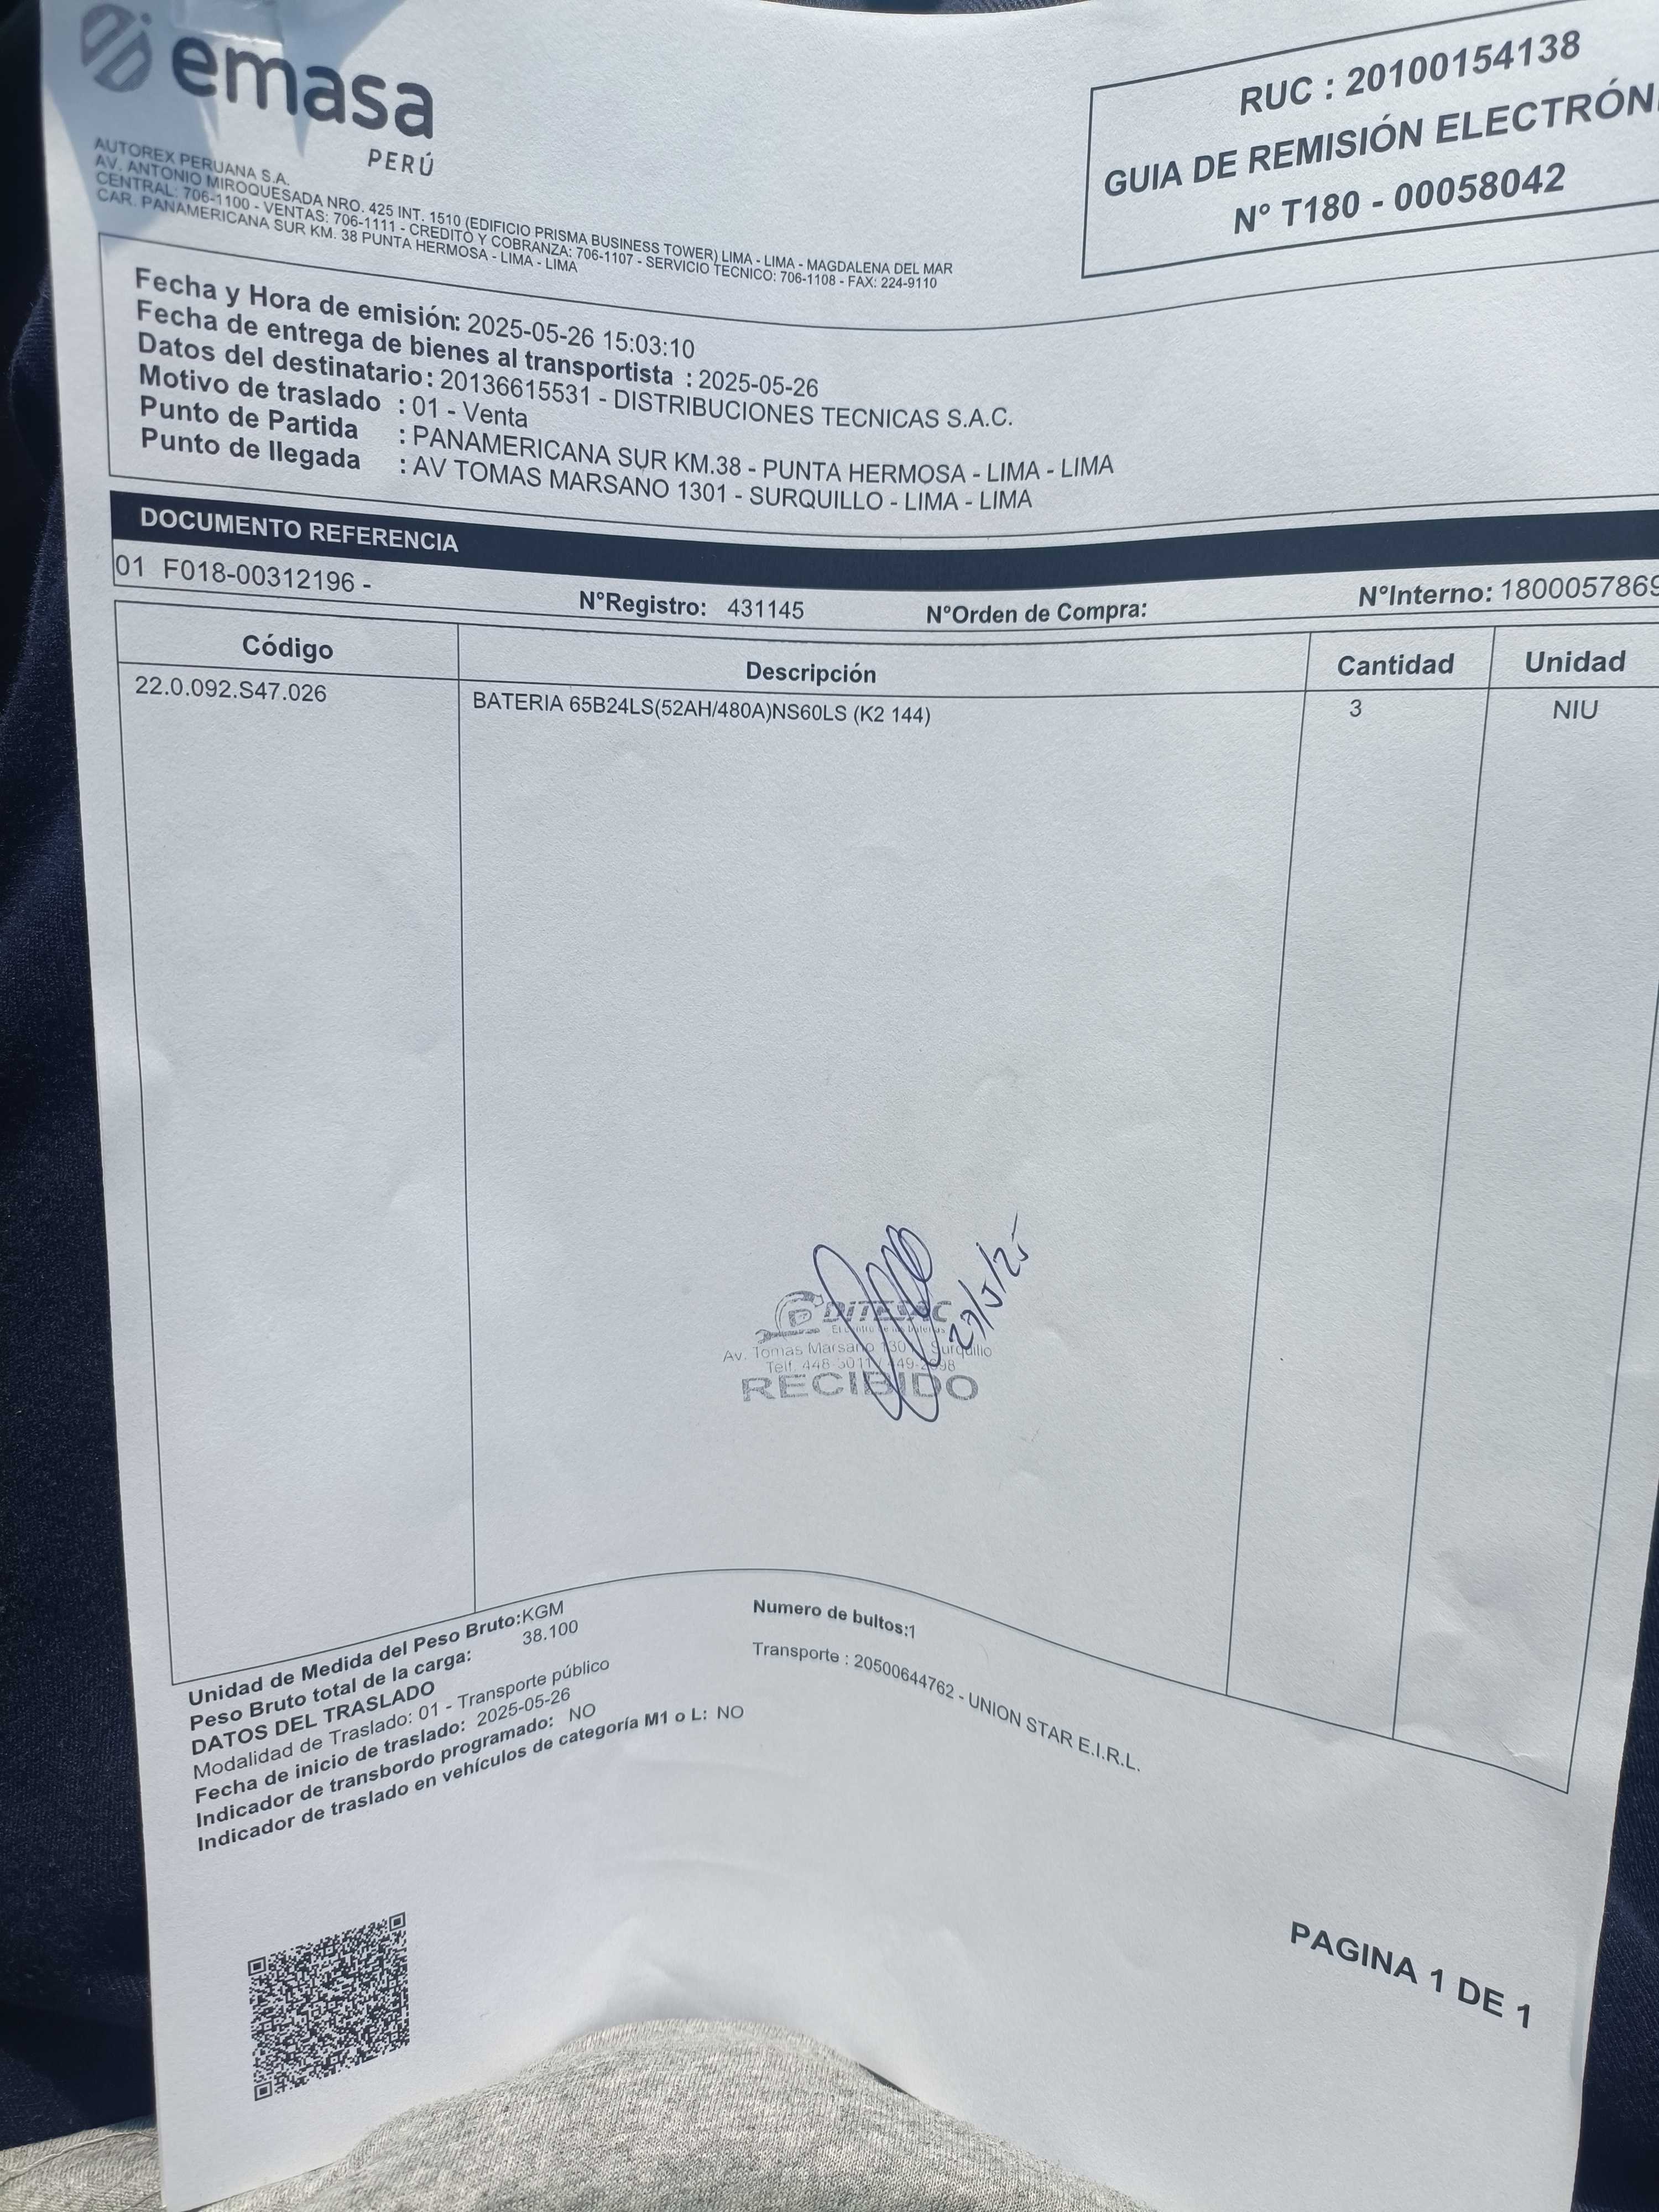 emasa
PERÚ
AUTOREX PERUANA S.A.
AV. ANTONIO MIROQUESADA NRO. 425 INT. 1510 (EDIFICIO PRISMA BUSINESS TOWER) LIMA - LIMA - MAGDALENA DEL MAR
CENTRAL: 706-1100 - VENTAS: 706-1111 - CREDITO Y COBRANZA: 706-1107 - SERVICIO TECNICO: 706-1108 - FAX: 224-9110
CAR. PANAMERICANA SUR KM. 38 PUNTA HERMOSA - LIMA - LIMA
RUC : 20100154138
GUIA DE REMISIÓN ELECTRÓN
N° T180 - 00058042
Fecha y Hora de emisión: 2025-05-26 15:03:10
Fecha de entrega de bienes al transportista : 2025-05-26
Datos del destinatario: 20136615531 - DISTRIBUCIONES TECNICAS S.A.C.
Motivo de traslado : 01 - Venta
Punto de Partida : PANAMERICANA SUR KM.38 - PUNTA HERMOSA - LIMA - LIMA
Punto de llegada : AV TOMAS MARSANO 1301 - SURQUILLO - LIMA - LIMA
DOCUMENTO REFERENCIA
01 F018-00312196 - N°Registro: 431145 N°Orden de Compra: N°Interno: 1800057869
Código Descripción Cantidad Unidad
22.0.092.S47.026 BATERIA 65B24LS(52AH/480A)NS60LS (K2 144) 3 NIU
DITESAC
Av. Tomas Marsano 1301 Surquillo
Telf. 448-3011
RECIBIDO
Unidad de Medida del Peso Bruto:KGM
Peso Bruto total de la carga: 38.100
DATOS DEL TRASLADO
Modalidad de Traslado: 01 - Transporte público
Fecha de inicio de traslado: 2025-05-26
Indicador de transbordo programado: NO
Indicador de traslado en vehículos de categoría M1 o L: NO
Numero de bultos:1
Transporte : 20500644762 - UNION STAR E.I.R.L.
PAGINA 1 DE 1